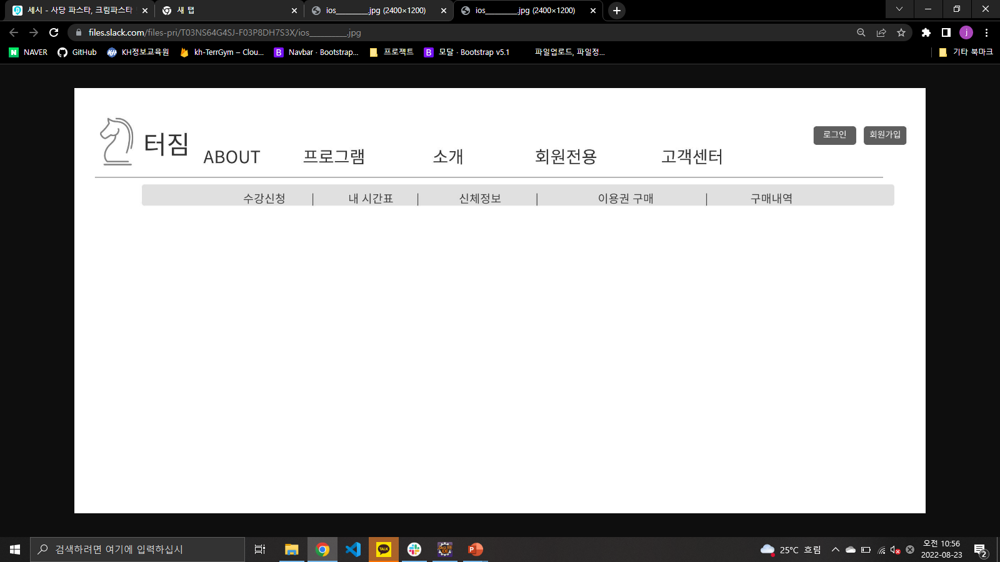 세시 - 사당 파스타, 크림파스타
새 탭
ios_________.jpg (2400×1200)
ios_________.jpg (2400×1200)
files.slack.com/files-pri/T03NS64G4SJ-F03P8DH7S3X/ios_________.jpg
j
NAVER
GitHub
KH정보교육원
kh-TerrGym – Clou...
Navbar · Bootstrap...
프로젝트
모달 · Bootstrap v5.1
파일업로드, 파일정...
기타 북마크
터짐
로그인
회원가입
ABOUT 프로그램 소개 회원전용 고객센터
수강신청 | 내 시간표 | 신체정보 | 이용권 구매 | 구매내역
검색하려면 여기에 입력하십시
TALK
25°C 흐림
오전 10:56
2022-08-23
2